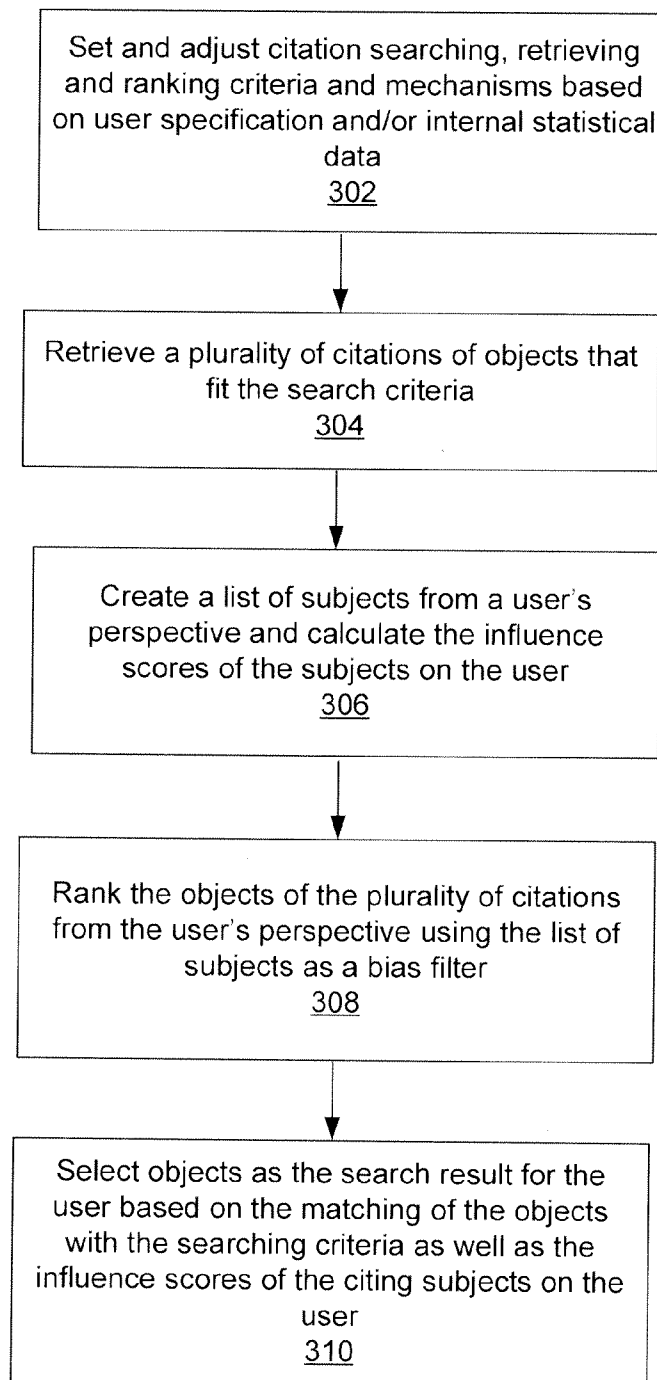 Set and adjust citation searching, retrieving
and ranking criteria and mechanisms based
on user specification and/or internal statistical
data
302
Retrieve a plurality of citations of objects that
fit the search criteria
304
Create a list of subjects from a user's
perspective and calculate the influence
scores of the subjects on the user
306
Rank the objects of the plurality of citations
from the user's perspective using the list of
subjects as a bias filter
308
Select objects as the search result for the
user based on the matching of the objects
with the searching criteria as well as the
influence scores of the citing subjects on the
user
310